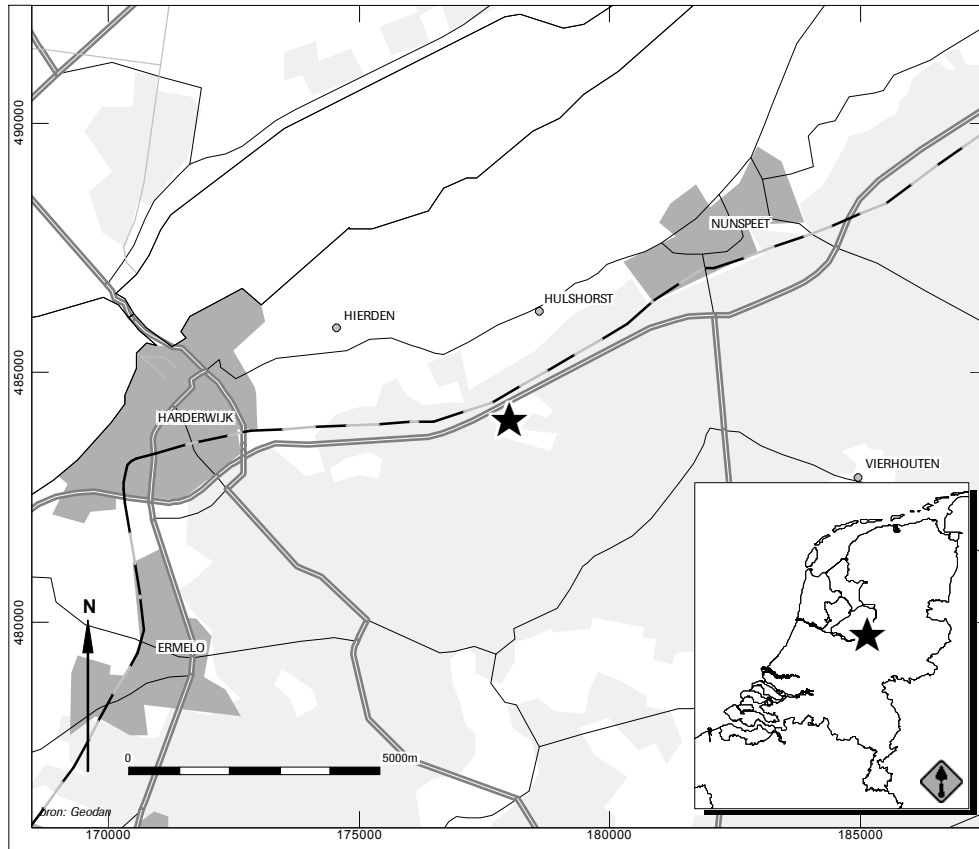 490000
NUNSPEET
HULSHORST
HIERDEN
485000
HARDERWIJK
VIERHOUTEN
480000
N
ERMELO
0 5000m
bron: Geodan
170000 175000 180000 185000